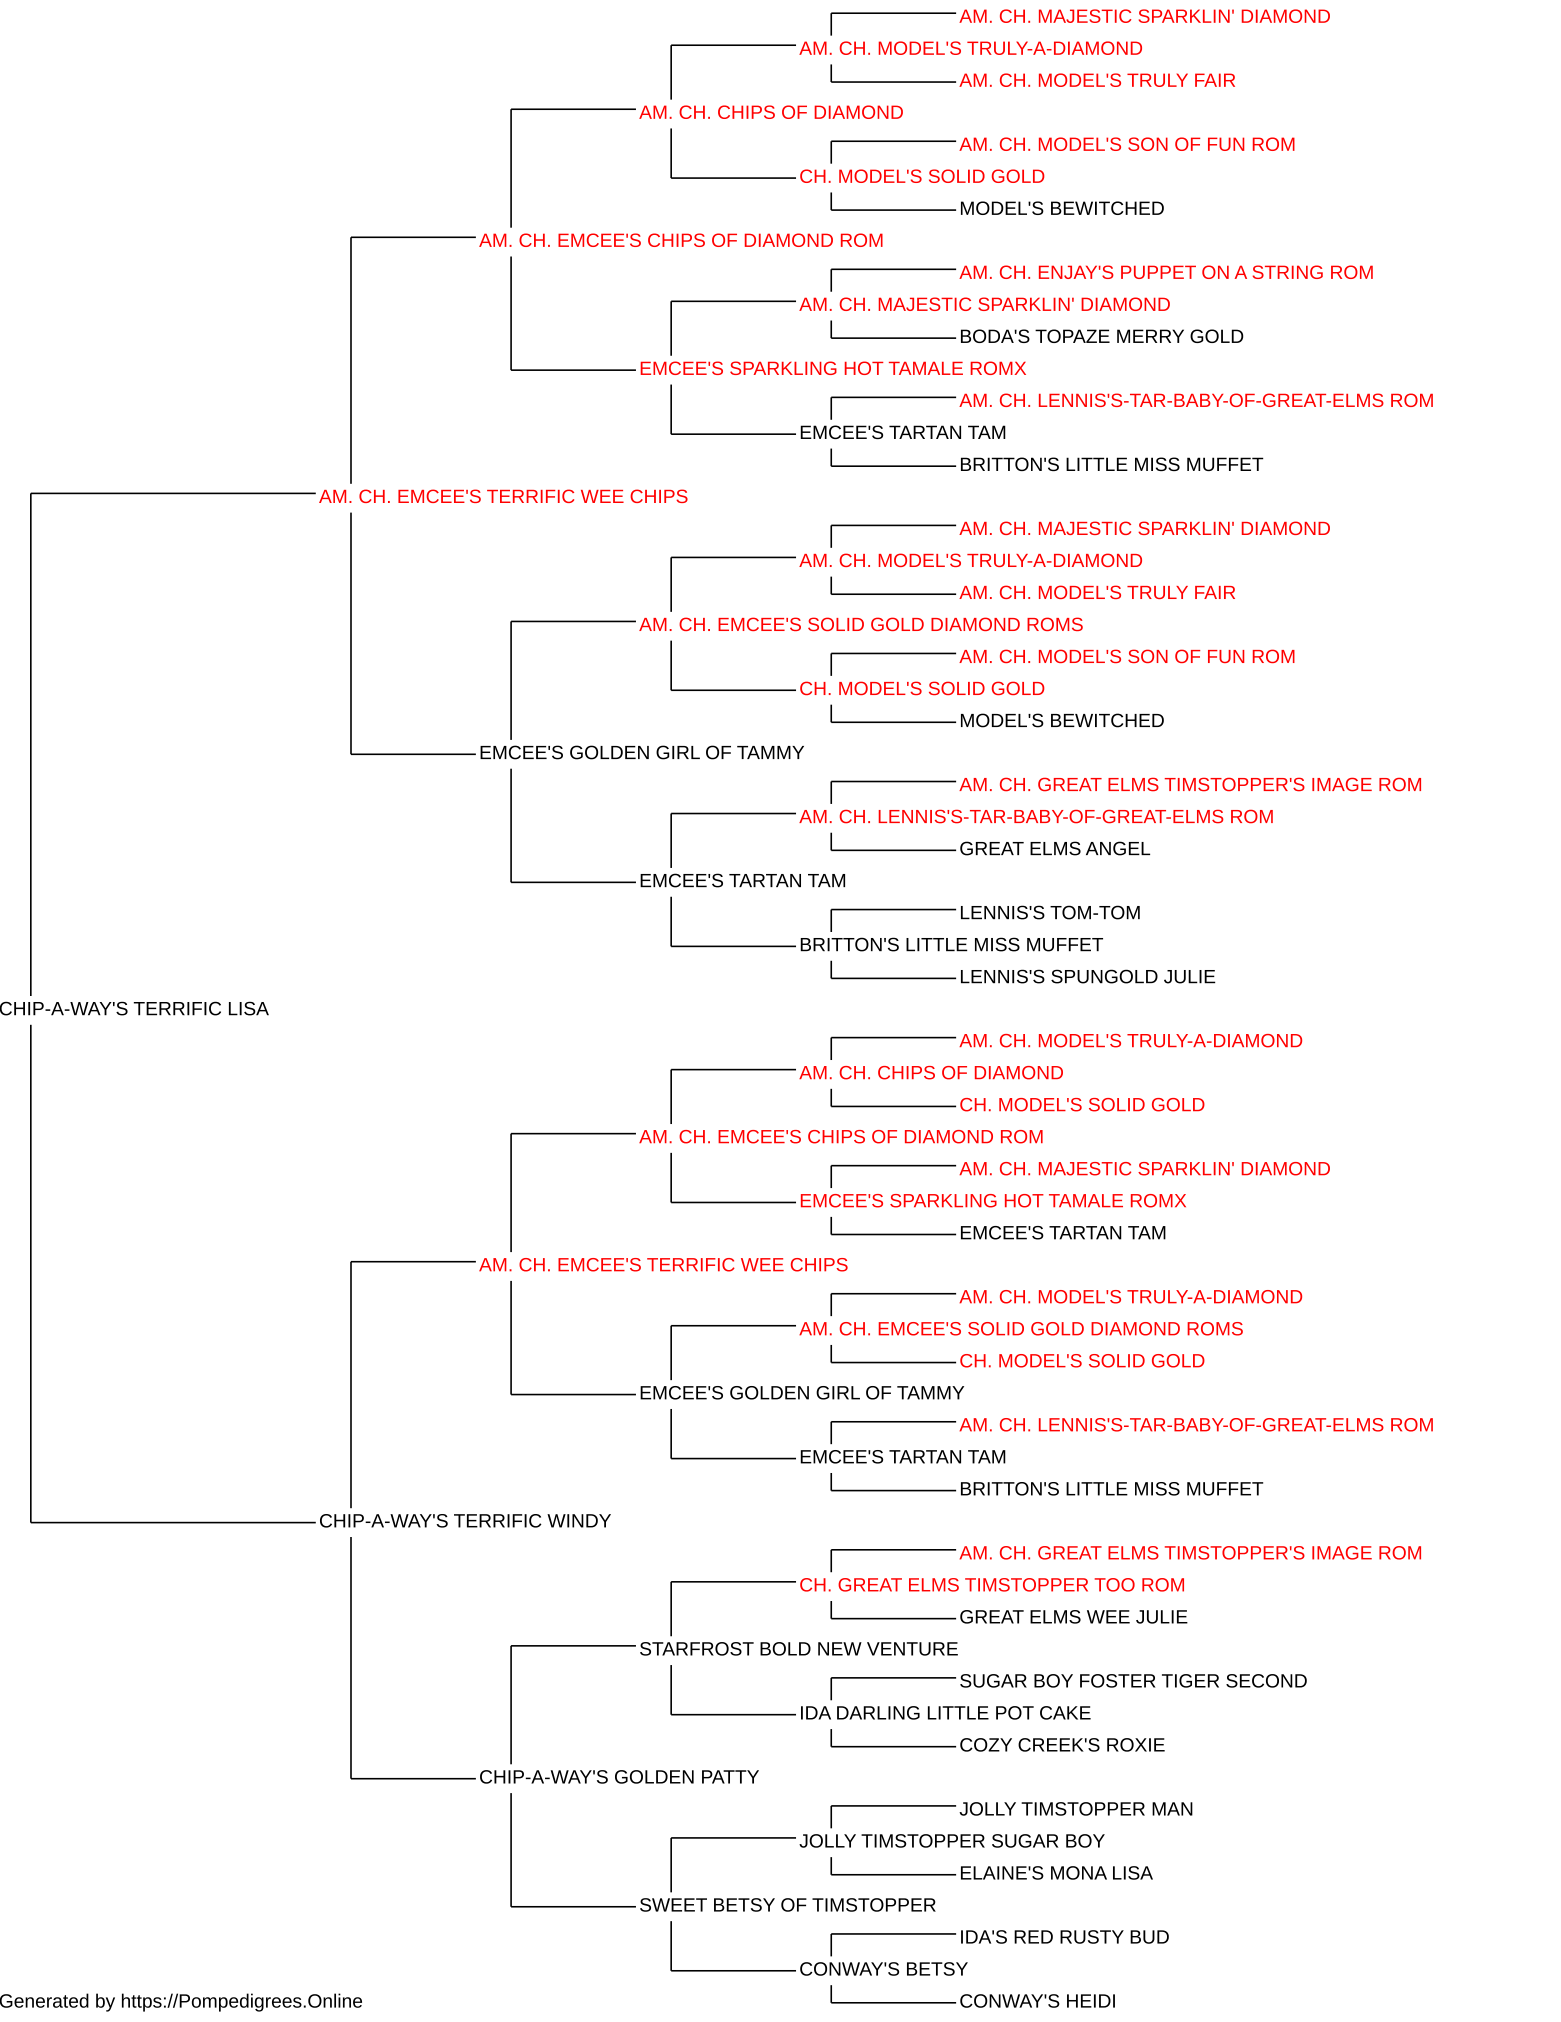 AM. CH. MAJESTIC SPARKLIN' DIAMOND
AM. CH. MODEL'S TRULY-A-DIAMOND
AM. CH. MODEL'S TRULY FAIR
AM. CH. CHIPS OF DIAMOND
AM. CH. MODEL'S SON OF FUN ROM
CH. MODEL'S SOLID GOLD
MODEL'S BEWITCHED
AM. CH. EMCEE'S CHIPS OF DIAMOND ROM
AM. CH. ENJAY'S PUPPET ON A STRING ROM
AM. CH. MAJESTIC SPARKLIN' DIAMOND
BODA'S TOPAZE MERRY GOLD
EMCEE'S SPARKLING HOT TAMALE ROMX
AM. CH. LENNIS'S-TAR-BABY-OF-GREAT-ELMS ROM
EMCEE'S TARTAN TAM
BRITTON'S LITTLE MISS MUFFET
AM. CH. EMCEE'S TERRIFIC WEE CHIPS
AM. CH. MAJESTIC SPARKLIN' DIAMOND
AM. CH. MODEL'S TRULY-A-DIAMOND
AM. CH. MODEL'S TRULY FAIR
AM. CH. EMCEE'S SOLID GOLD DIAMOND ROMS
AM. CH. MODEL'S SON OF FUN ROM
CH. MODEL'S SOLID GOLD
MODEL'S BEWITCHED
EMCEE'S GOLDEN GIRL OF TAMMY
AM. CH. GREAT ELMS TIMSTOPPER'S IMAGE ROM
AM. CH. LENNIS'S-TAR-BABY-OF-GREAT-ELMS ROM
GREAT ELMS ANGEL
EMCEE'S TARTAN TAM
LENNIS'S TOM-TOM
BRITTON'S LITTLE MISS MUFFET
LENNIS'S SPUNGOLD JULIE
CHIP-A-WAY'S TERRIFIC LISA
AM. CH. MODEL'S TRULY-A-DIAMOND
AM. CH. CHIPS OF DIAMOND
CH. MODEL'S SOLID GOLD
AM. CH. EMCEE'S CHIPS OF DIAMOND ROM
AM. CH. MAJESTIC SPARKLIN' DIAMOND
EMCEE'S SPARKLING HOT TAMALE ROMX
EMCEE'S TARTAN TAM
AM. CH. EMCEE'S TERRIFIC WEE CHIPS
AM. CH. MODEL'S TRULY-A-DIAMOND
AM. CH. EMCEE'S SOLID GOLD DIAMOND ROMS
CH. MODEL'S SOLID GOLD
EMCEE'S GOLDEN GIRL OF TAMMY
AM. CH. LENNIS'S-TAR-BABY-OF-GREAT-ELMS ROM
EMCEE'S TARTAN TAM
BRITTON'S LITTLE MISS MUFFET
CHIP-A-WAY'S TERRIFIC WINDY
AM. CH. GREAT ELMS TIMSTOPPER'S IMAGE ROM
CH. GREAT ELMS TIMSTOPPER TOO ROM
GREAT ELMS WEE JULIE
STARFROST BOLD NEW VENTURE
SUGAR BOY FOSTER TIGER SECOND
IDA DARLING LITTLE POT CAKE
COZY CREEK'S ROXIE
CHIP-A-WAY'S GOLDEN PATTY
JOLLY TIMSTOPPER MAN
JOLLY TIMSTOPPER SUGAR BOY
ELAINE'S MONA LISA
SWEET BETSY OF TIMSTOPPER
IDA'S RED RUSTY BUD
CONWAY'S BETSY
CONWAY'S HEIDI
Generated by https://Pompedigrees.Online